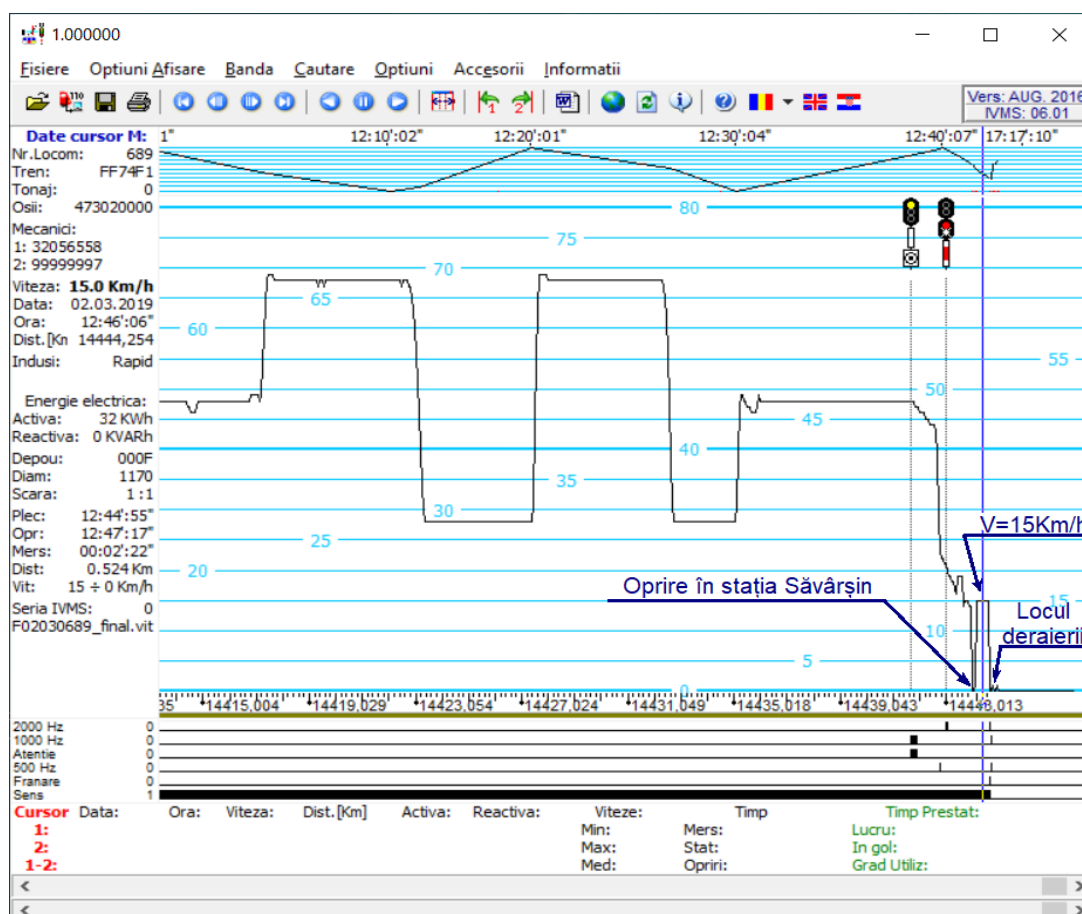 1.000000
Fisiere Optiuni Afisare Banda Cautare Optiuni Accesorii Informatii
Vers: AUG. 2016
IVMS: 06.01
Date cursor M: 1" 12:10':02" 12:20':01" 12:30':04" 12:40':07" 17:17':10"
Nr.Locom: 689
Tren: FF74F1
Tonaj: 0
Osii: 473020000
Mecanici:
1: 32056558
2: 99999997
Viteza: 15.0 Km/h
Data: 02.03.2019
Ora: 12:46':06"
Dist.[Kn 14444,254
Indusi: Rapid
Energie electrica:
Activa: 32 KWh
Reactiva: 0 KVARh
Depou: 000F
Diam: 1170
Scara: 1:1
Plec: 12:44':55"
Opr: 12:47':17"
Mers: 00:02':22"
Dist: 0.524 Km
Vit: 15 ÷ 0 Km/h
Seria IVMS: 0
F02030689_final.vit
80
75
70
65
60
55
50
45
40
35
30
25
20
15
10
5
0
V=15Km/h
Oprire în stația Săvârșin
Locul
deraierii
35 14415,004 14419,029 14423,054 14427,024 14431,049 14435,018 14439,043 14443,013
2000 Hz 0
1000 Hz 0
Atentie 0
500 Hz 0
Franare 0
Sens 1
Cursor Data: Ora: Viteza: Dist.[Km] Activa: Reactiva: Viteze: Timp Timp Prestat:
1: Min: Mers: Lucru:
2: Max: Stat: In gol:
1-2: Med: Opriri: Grad Utiliz: